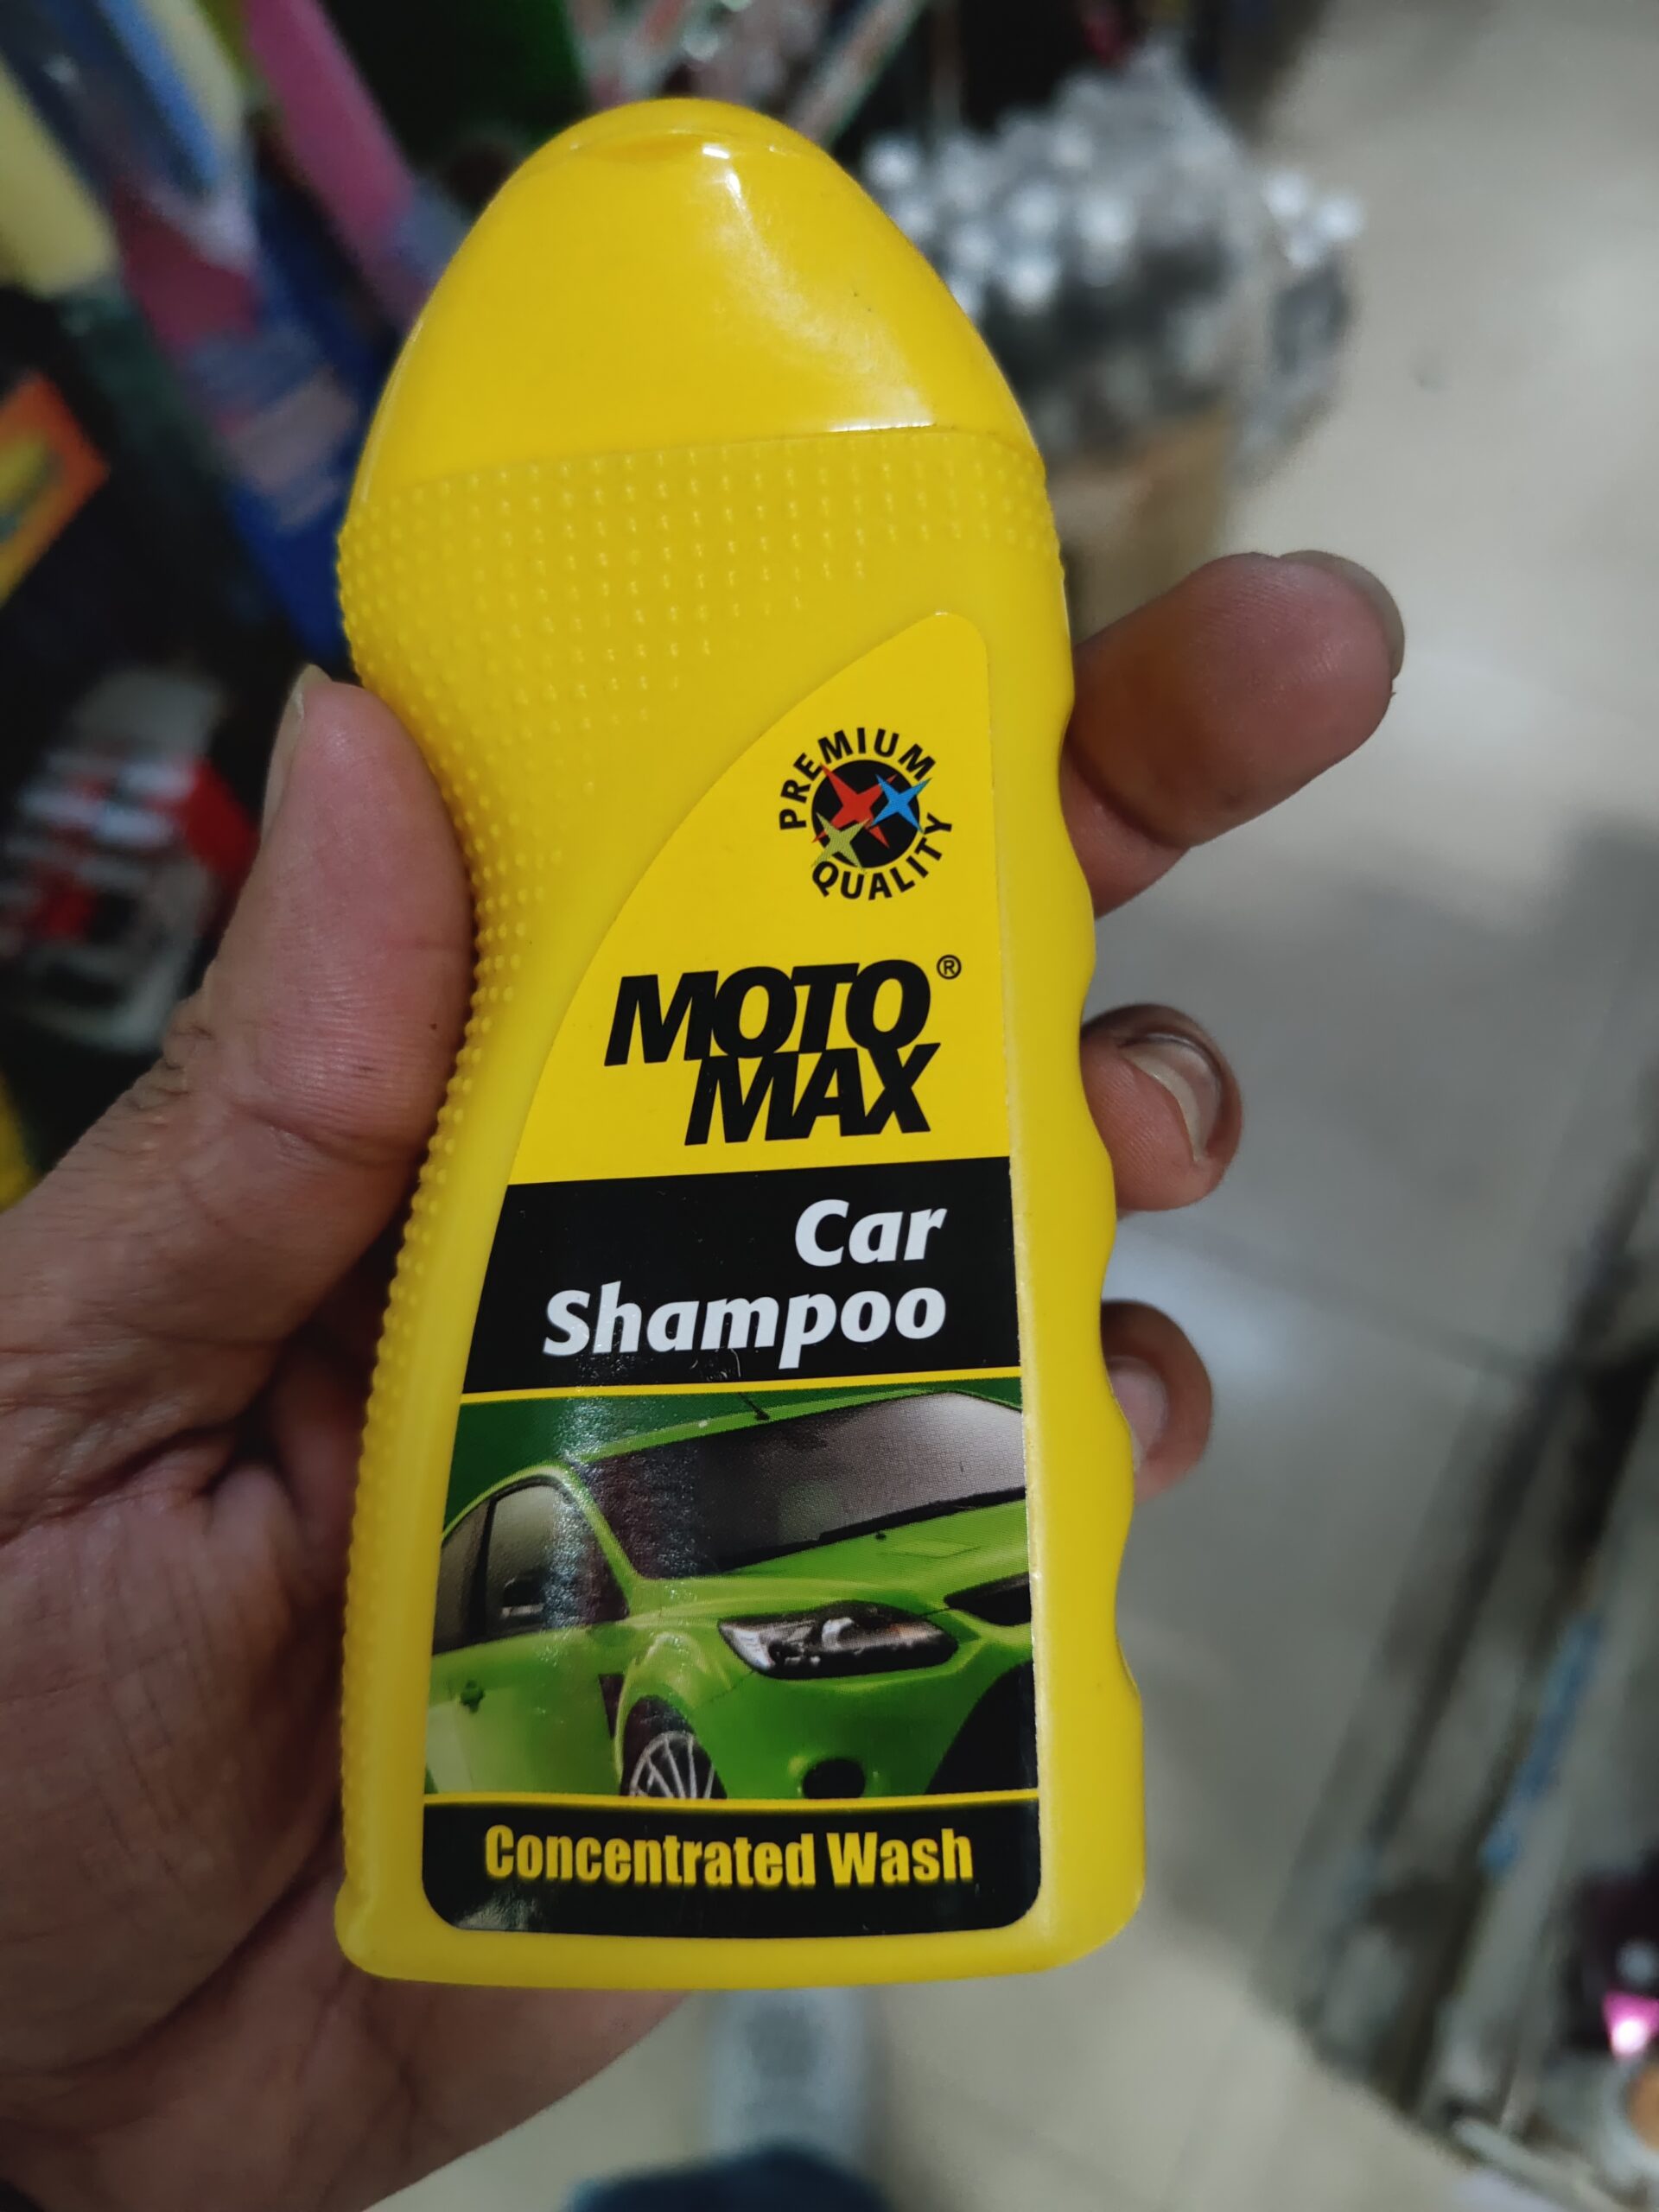 PREMIUM
QUALITY
MOTO®
MAX
Car
Shampoo
Concentrated Wash